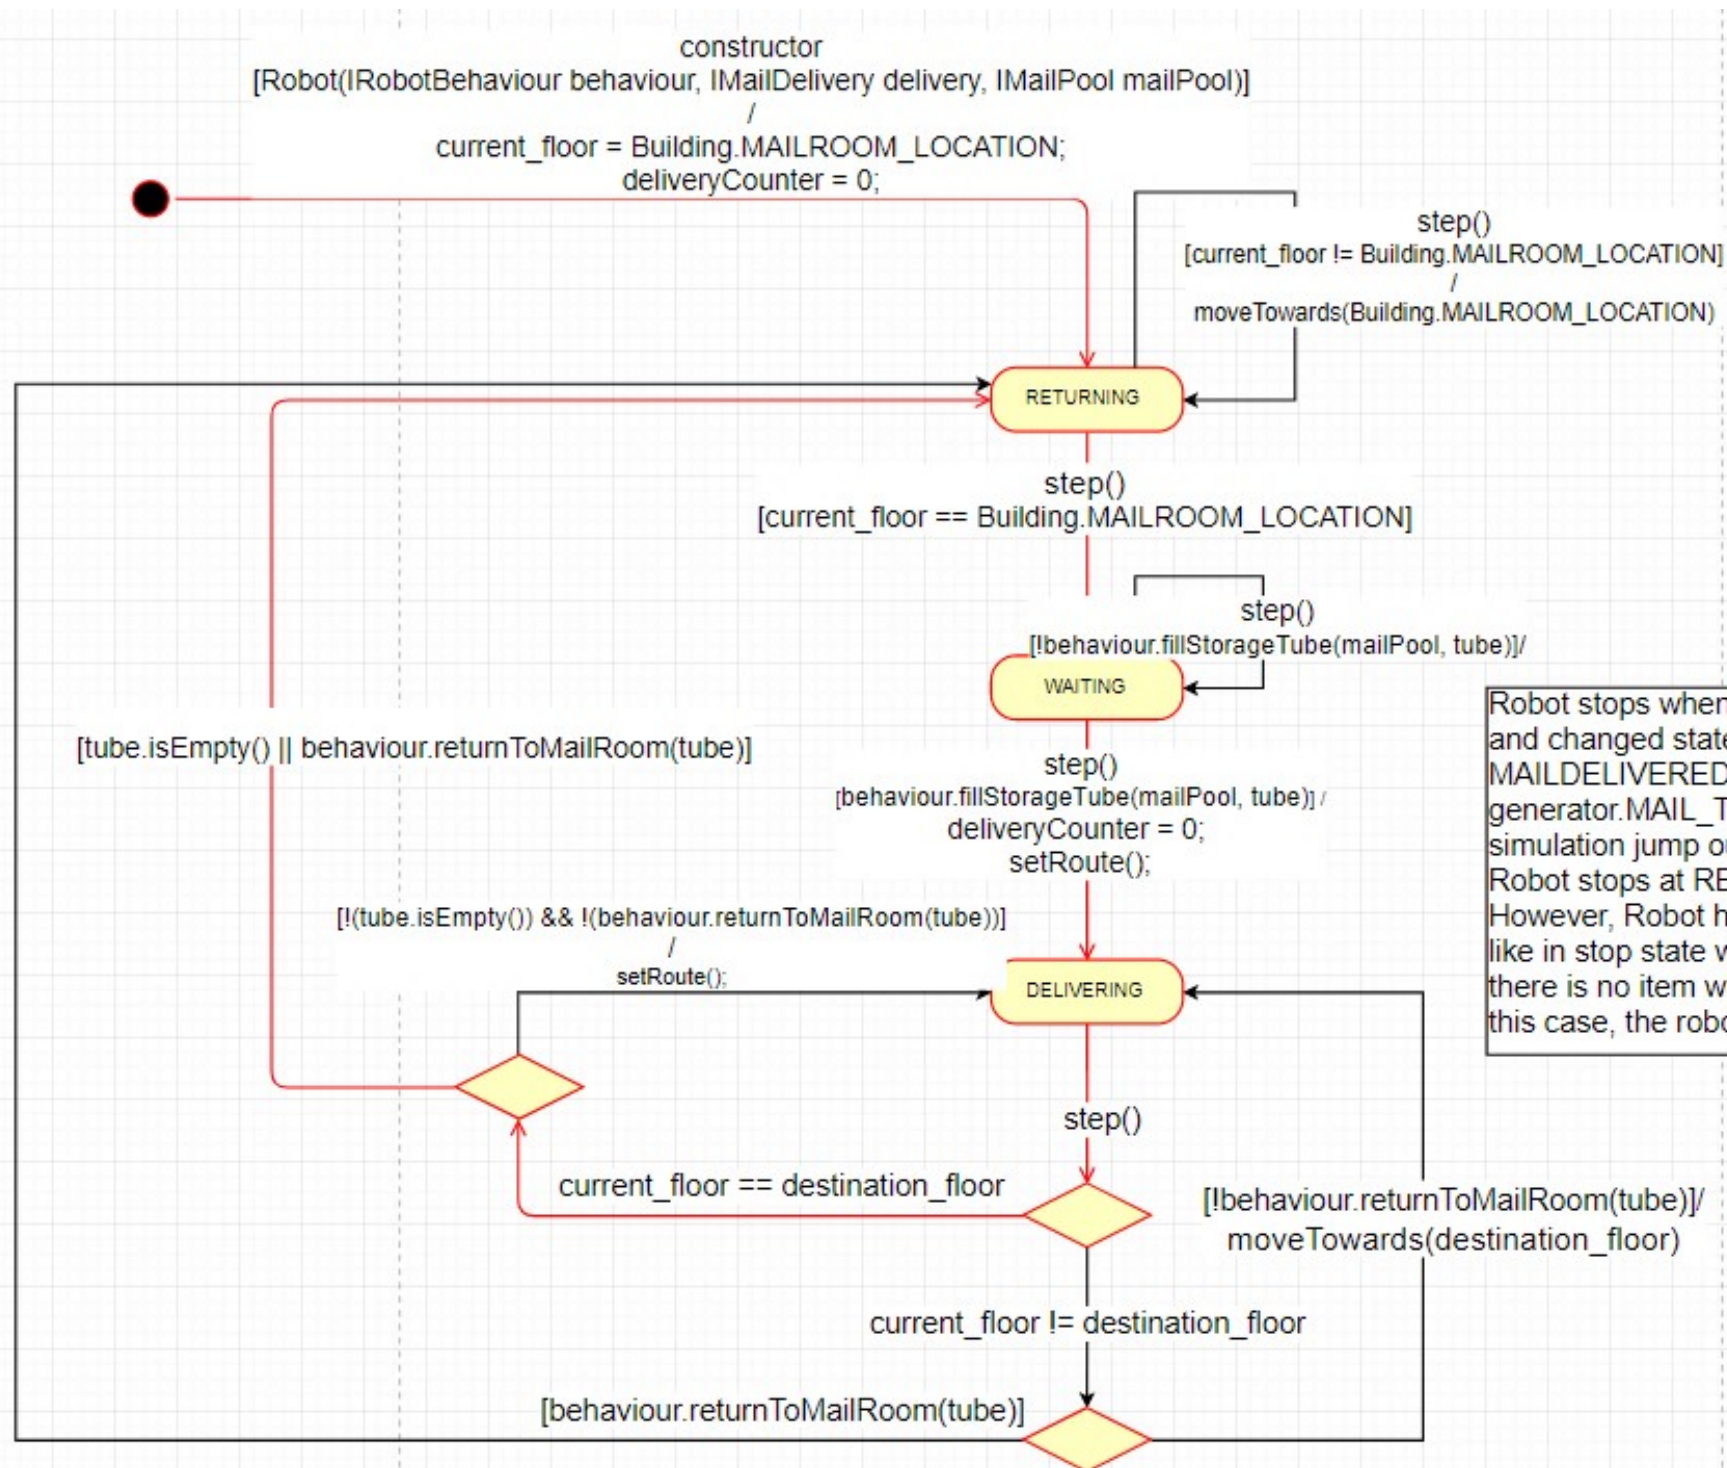 constructor
[Robot(IRobotBehaviour behaviour, IMailDelivery delivery, IMailPool mailPool)]
/
current_floor = Building.MAILROOM_LOCATION;
deliveryCounter = 0;
step()
[current_floor != Building.MAILROOM_LOCATION]
/
moveTowards(Building.MAILROOM_LOCATION)
RETURNING
step()
[current_floor == Building.MAILROOM_LOCATION]
step()
[!behaviour.fillStorageTube(mailPool, tube)]/
WAITING
[tube.isEmpty() || behaviour.returnToMailRoom(tube)]
step()
[behaviour.fillStorageTube(mailPool, tube)] /
deliveryCounter = 0;
setRoute();
Robot stops when
and changed state
MAILDELIVERED
generator.MAIL_T
simulation jump o
Robot stops at RE
However, Robot h
like in stop state w
there is no item w
this case, the robo
[!(tube.isEmpty()) && !(behaviour.returnToMailRoom(tube))]
/
setRoute();
DELIVERING
step()
current_floor == destination_floor
[!behaviour.returnToMailRoom(tube)]/
moveTowards(destination_floor)
current_floor != destination_floor
[behaviour.returnToMailRoom(tube)]